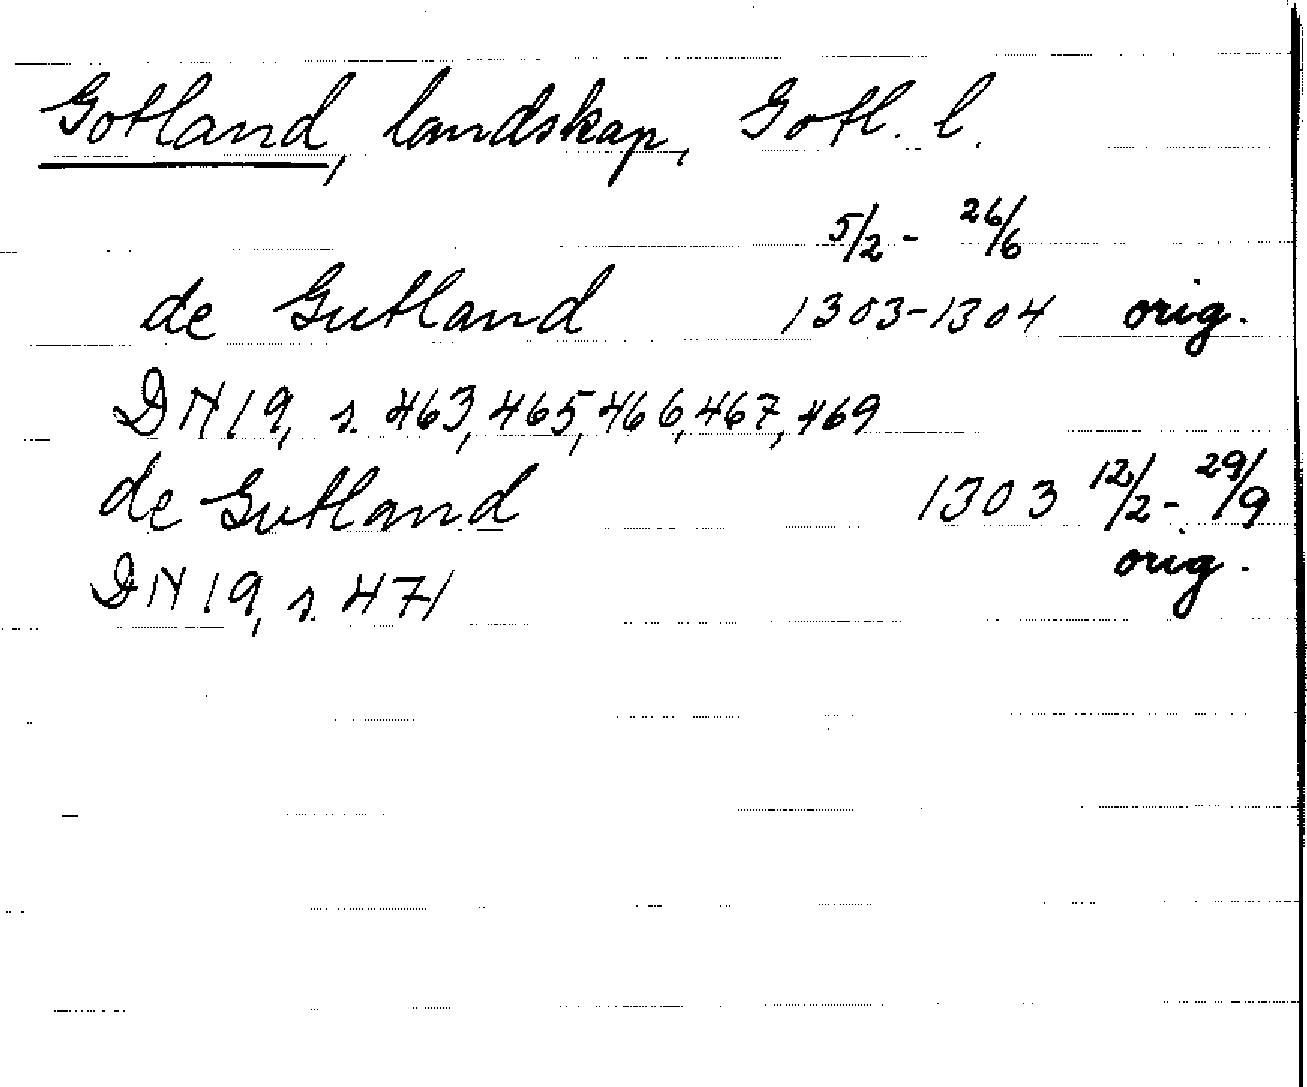 Gotland, landskap, Gotl. l.
5/2 - 26/6
de Gutland 1303-1304 orig.
DN 19, s. 463, 465, 466, 467, 469
de Gutland 1303 12/2 - 29/9
orig.
DN 19, s. 471